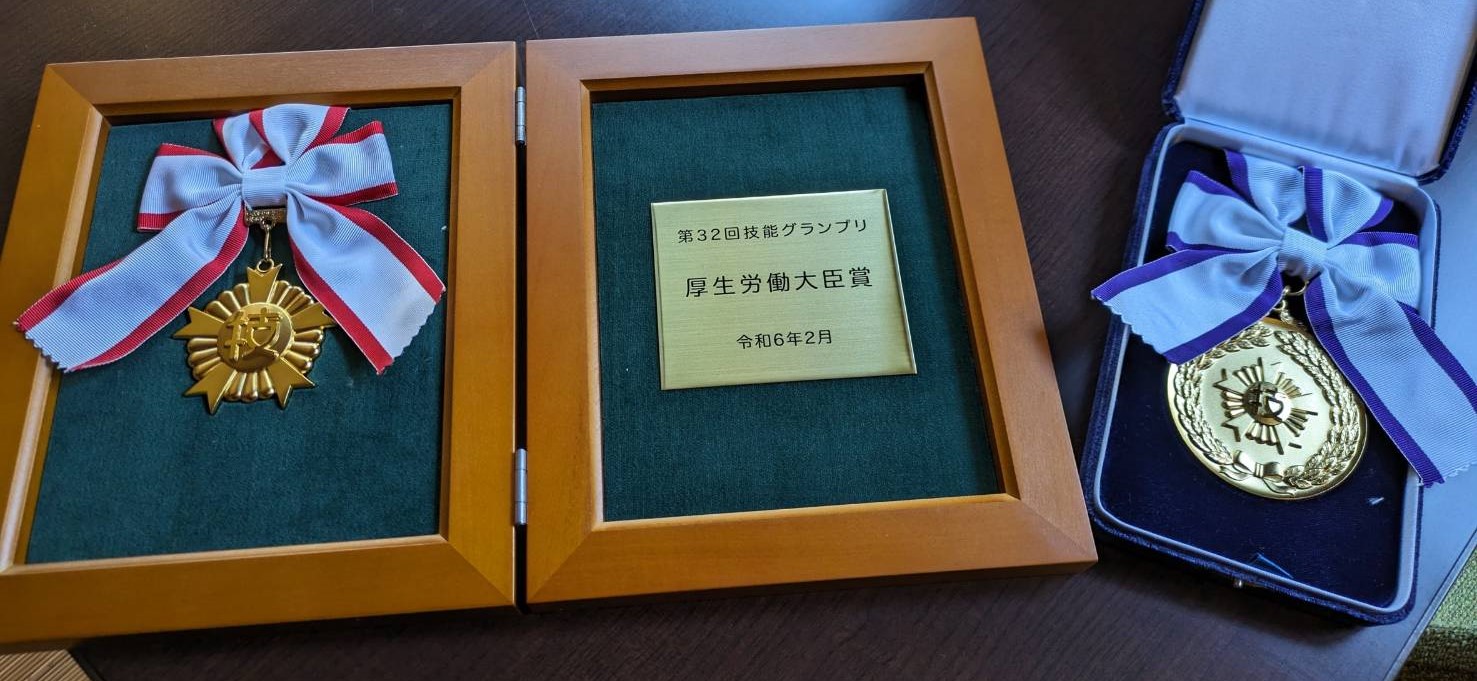 技
第32回技能グランプリ
厚生労働大臣賞
令和6年2月
技